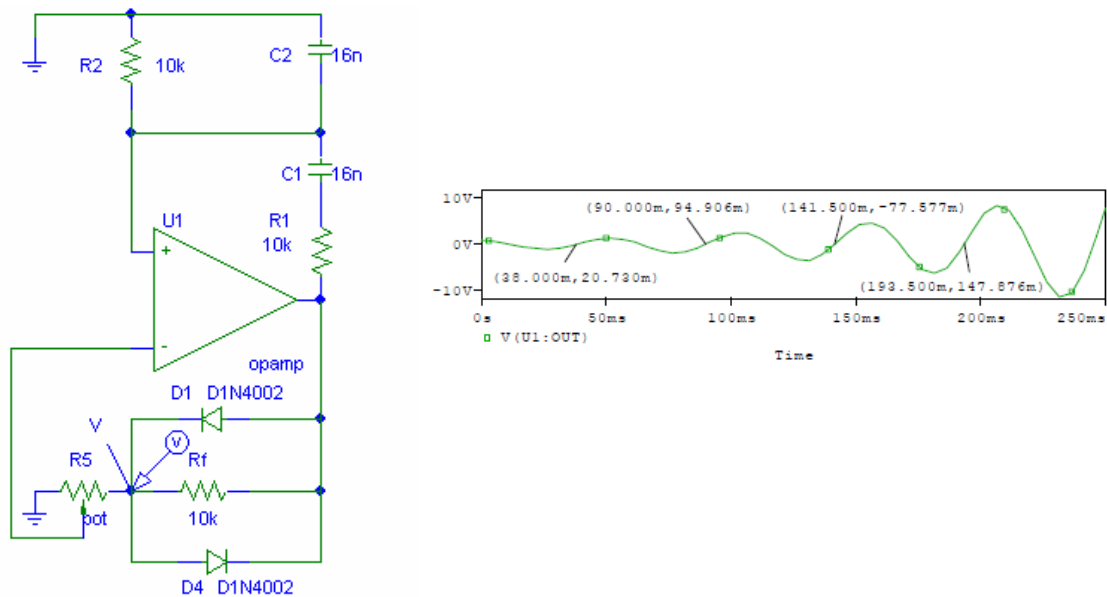 R2
10k
C2
16n
C1
16n
U1
R1
10k
+
-
opamp
D1 D1N4002
V
V
R5
Rf
pot
10k
D4 D1N4002
10V
0V
-10V
(90.000m,94.906m)
(141.500m,-77.577m)
(38.000m,20.730m)
(193.500m,147.876m)
0s
50ms
100ms
150ms
200ms
250ms
V(U1:OUT)
Time